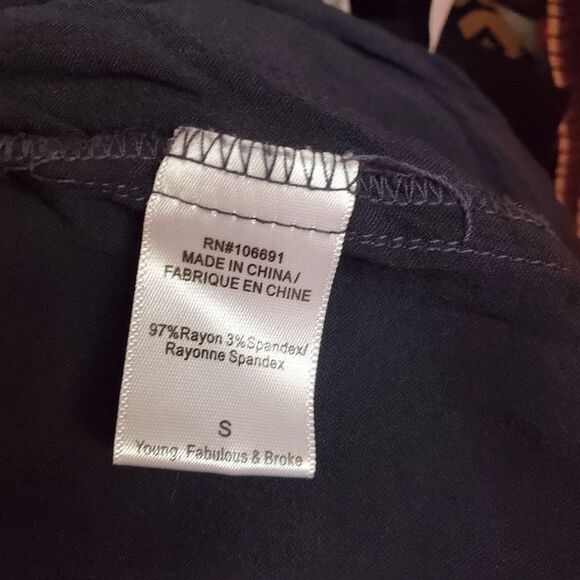 RN#106691
MADE IN CHINA/
FABRIQUE EN CHINE
97%Rayon 3%Spandex/
Rayonne Spandex
S
Young, Fabulous & Broke